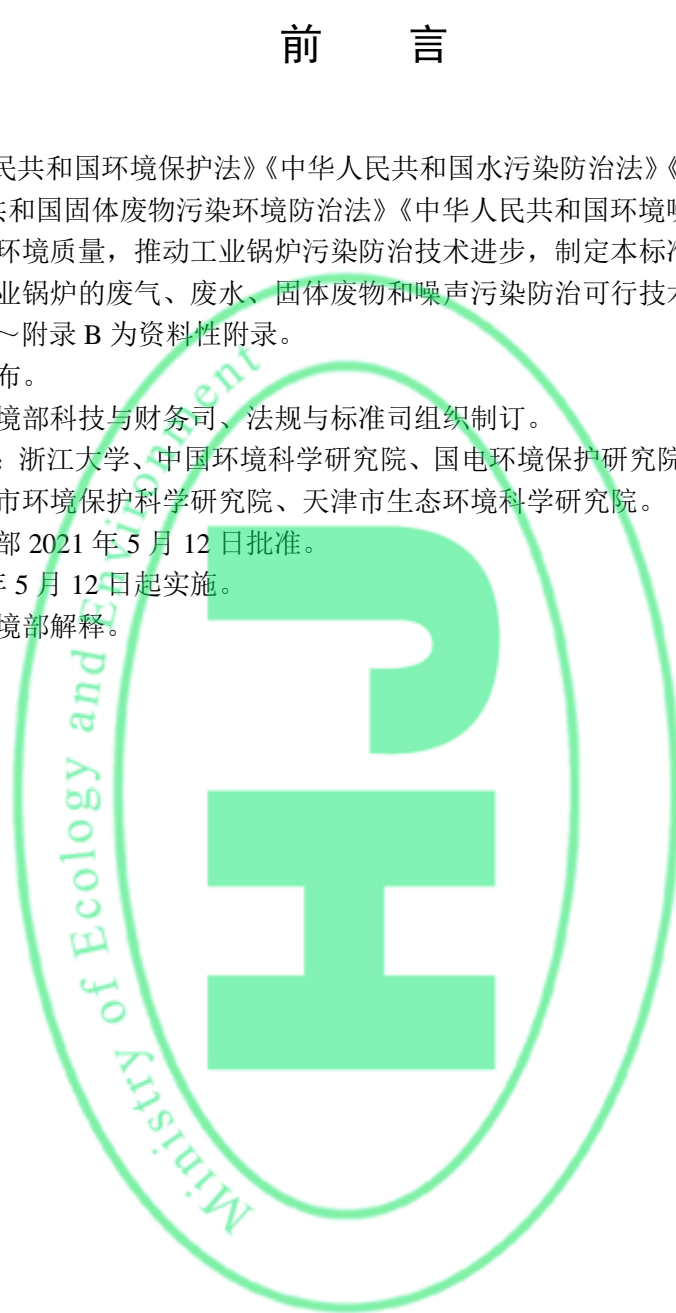 前 言
民共和国环境保护法》《中华人民共和国水污染防治法》《
共和国固体废物污染环境防治法》《中华人民共和国环境噪
环境质量，推动工业锅炉污染防治技术进步，制定本标准
业锅炉的废气、废水、固体废物和噪声污染防治可行技术
～附录 B 为资料性附录。
布。
境部科技与财务司、法规与标准司组织制订。
：浙江大学、中国环境科学研究院、国电环境保护研究院
市环境保护科学研究院、天津市生态环境科学研究院。
部 2021 年 5 月 12 日批准。
年 5 月 12 日起实施。
境部解释。
Ministry of Ecology and Environment
HJ